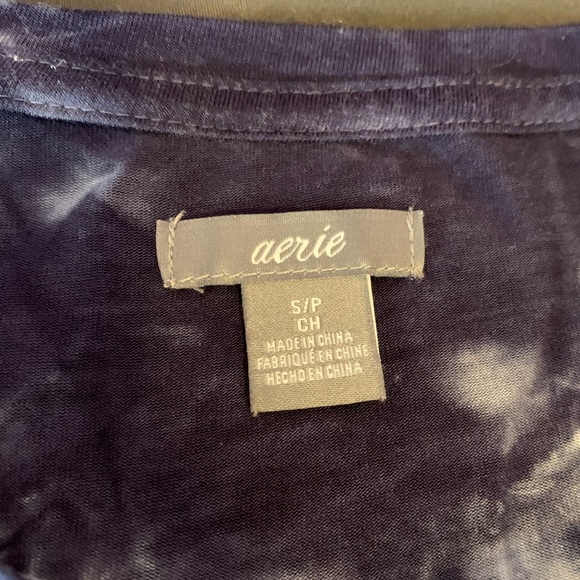 aerie
S/P
CH
MADE IN CHINA
FABRIQUÉ EN CHINE
HECHO EN CHINA